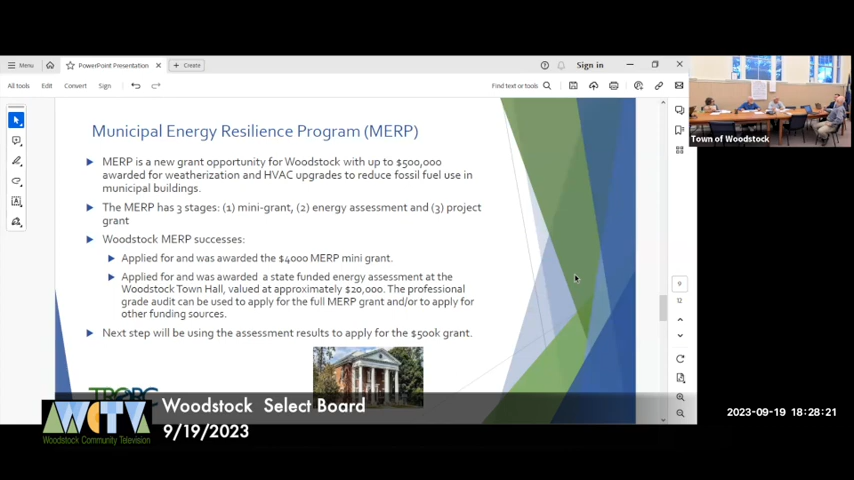 Menu
PowerPoint Presentation
Create
Sign in
All tools
Edit
Convert
Sign
Find text or tools
Municipal Energy Resilience Program (MERP)
MERP is a new grant opportunity for Woodstock with up to $500,000
awarded for weatherization and HVAC upgrades to reduce fossil fuel use in
municipal buildings.
The MERP has 3 stages: (1) mini-grant, (2) energy assessment and (3) project
grant
Woodstock MERP successes:
Applied for and was awarded the $4000 MERP mini grant.
Applied for and was awarded a state funded energy assessment at the
Woodstock Town Hall, valued at approximately $20,000. The professional
grade audit can be used to apply for the full MERP grant and/or to apply for
other funding sources.
Next step will be using the assessment results to apply for the $500k grant.
9
12
Town of Woodstock
TRORC
WCTV
Woodstock Community Television
Woodstock Select Board
9/19/2023
2023-09-19 18:28:21